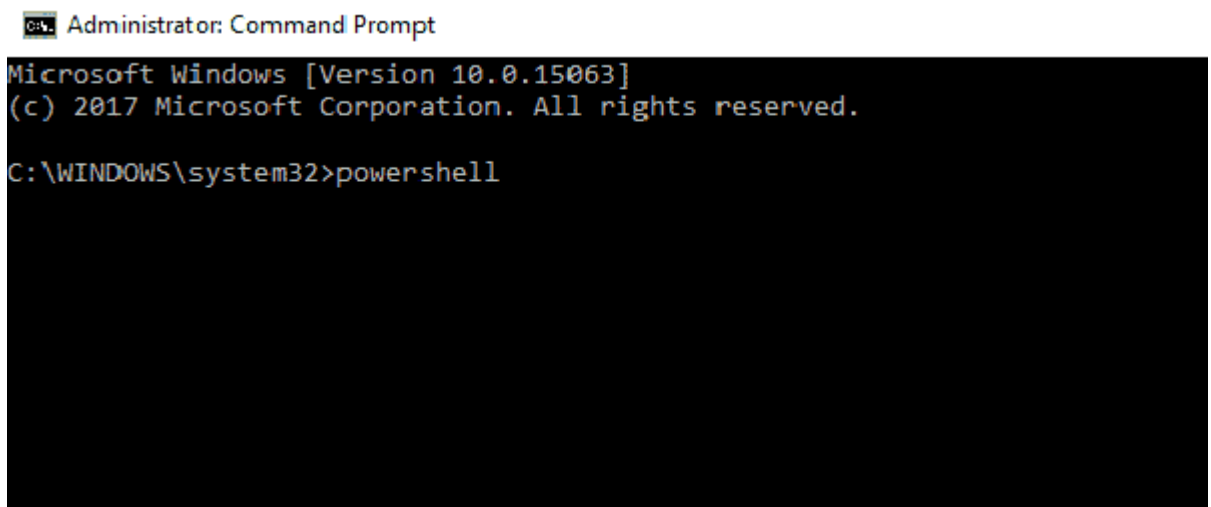 Administrator: Command Prompt
Microsoft Windows [Version 10.0.15063]
(c) 2017 Microsoft Corporation. All rights reserved.
C:\WINDOWS\system32>powershell